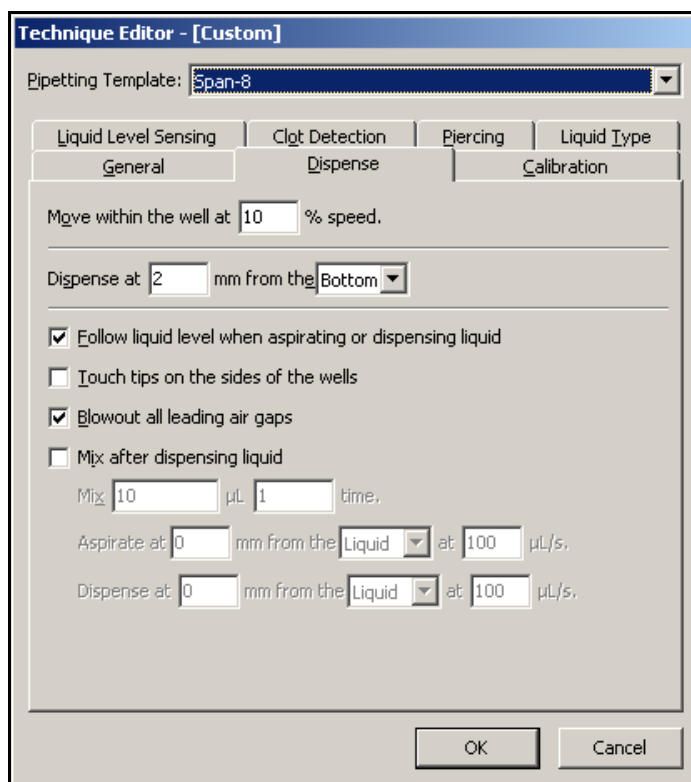 Technique Editor - [Custom]
Pipetting Template: Span-8
Liquid Level Sensing Clot Detection Piercing Liquid Type
General Dispense Calibration
Move within the well at 10 % speed.
Dispense at 2 mm from the Bottom
Follow liquid level when aspirating or dispensing liquid
Touch tips on the sides of the wells
Blowout all leading air gaps
Mix after dispensing liquid
Mix 10 µL 1 time.
Aspirate at 0 mm from the Liquid at 100 µL/s.
Dispense at 0 mm from the Liquid at 100 µL/s.
OK Cancel